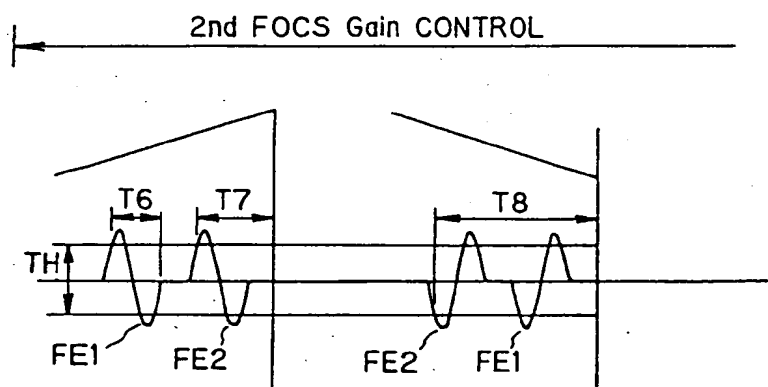 2nd FOCS Gain CONTROL
T6
T7
T8
TH
FE1
FE2
FE2
FE1